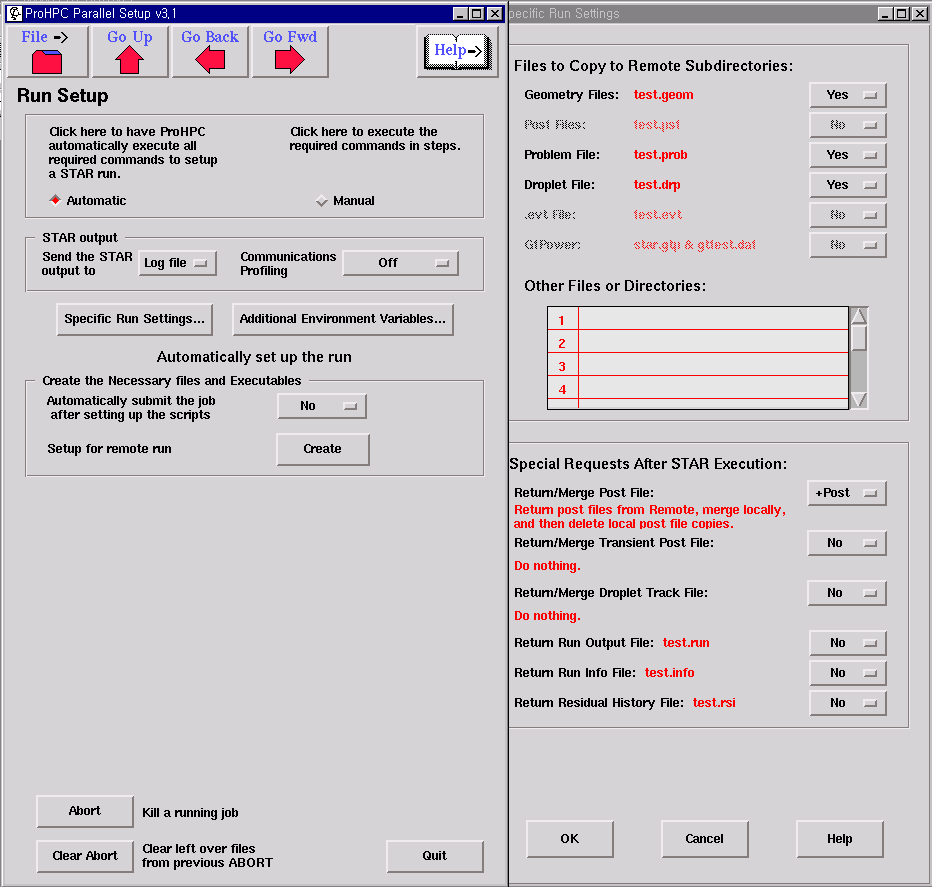 ProHPC Parallel Setup v3.1
File ->
Go Up
Go Back
Go Fwd
Help->
Run Setup
Click here to have ProHPC
automatically execute all
required commands to setup
a STAR run.
Click here to execute the
required commands in steps.
Automatic
Manual
STAR output
Send the STAR
output to
Log file
Communications
Profiling
Off
Specific Run Settings...
Additional Environment Variables...
Automatically set up the run
Create the Necessary files and Executables
Automatically submit the job
after setting up the scripts
No
Setup for remote run
Create
Abort
Kill a running job
Clear Abort
Clear left over files
from previous ABORT
Quit
Specific Run Settings
Files to Copy to Remote Subdirectories:
Geometry Files: test.geom Yes
Post Files: test.pst No
Problem File: test.prob Yes
Droplet File: test.drp Yes
.evt File: test.evt No
GTPower: No
Other Files or Directories:
1
2
3
4
Special Requests After STAR Execution:
Return/Merge Post File: +Post
Return post files from Remote, merge locally,
and then delete local post file copies.
Return/Merge Transient Post File: No
Do nothing.
Return/Merge Droplet Track File: No
Do nothing.
Return Run Output File: test.run No
Return Run Info File: test.info No
Return Residual History File: test.rsi No
OK
Cancel
Help